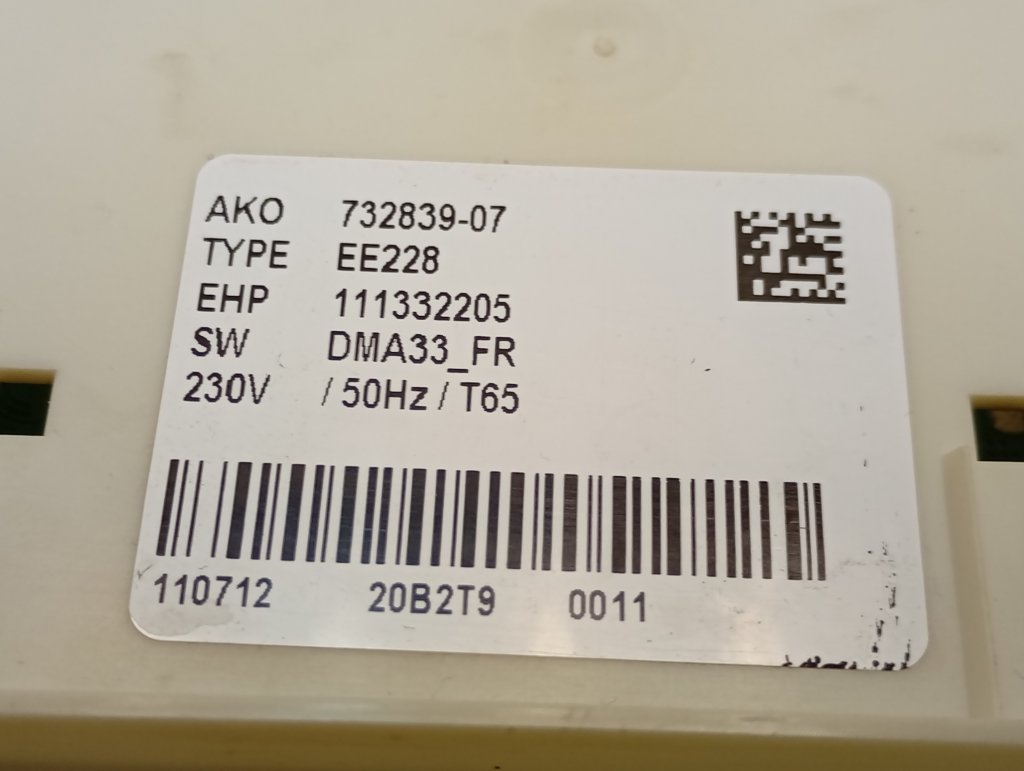 AKO 732839-07
TYPE EE228
EHP 111332205
SW DMA33_FR
230V / 50Hz / T65
110712 20B2T9 0011